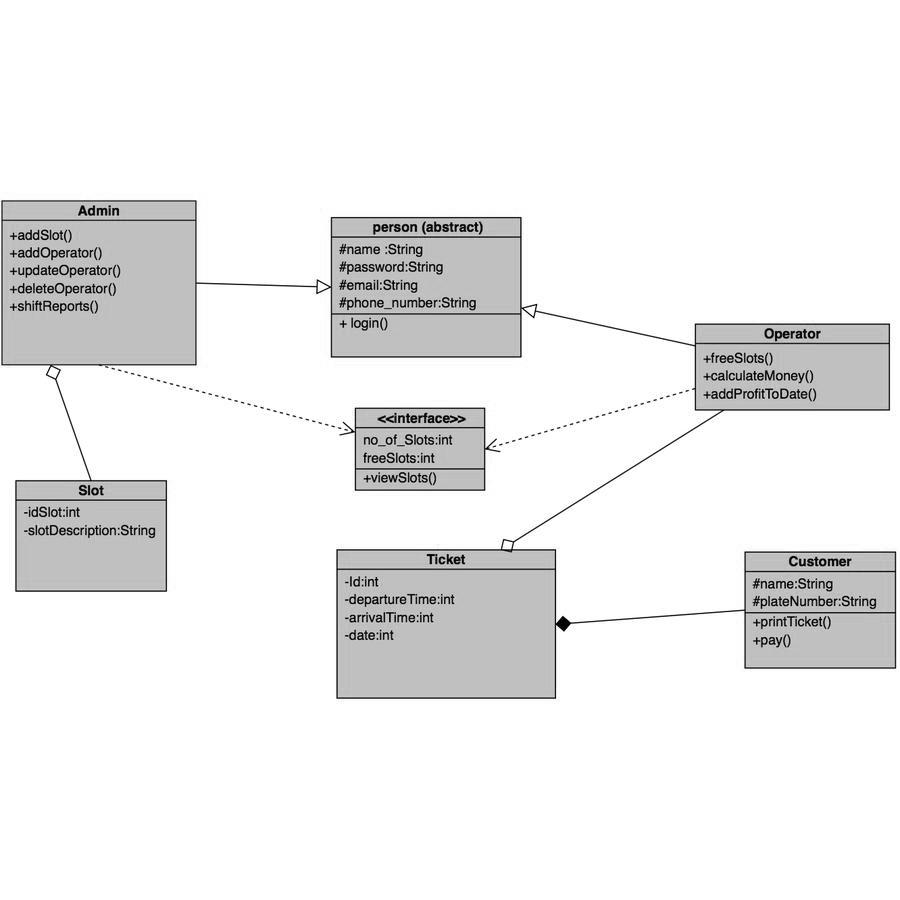 Admin
+addSlot()
+addOperator()
+updateOperator()
+deleteOperator()
+shiftReports()
person (abstract)
#name :String
#password:String
#email:String
#phone_number:String
+ login()
Operator
+freeSlots()
+calculateMoney()
+addProfitToDate()
<<interface>>
no_of_Slots:int
freeSlots:int
+viewSlots()
Slot
-idSlot:int
-slotDescription:String
Ticket
-Id:int
-departureTime:int
-arrivalTime:int
-date:int
Customer
#name:String
#plateNumber:String
+printTicket()
+pay()